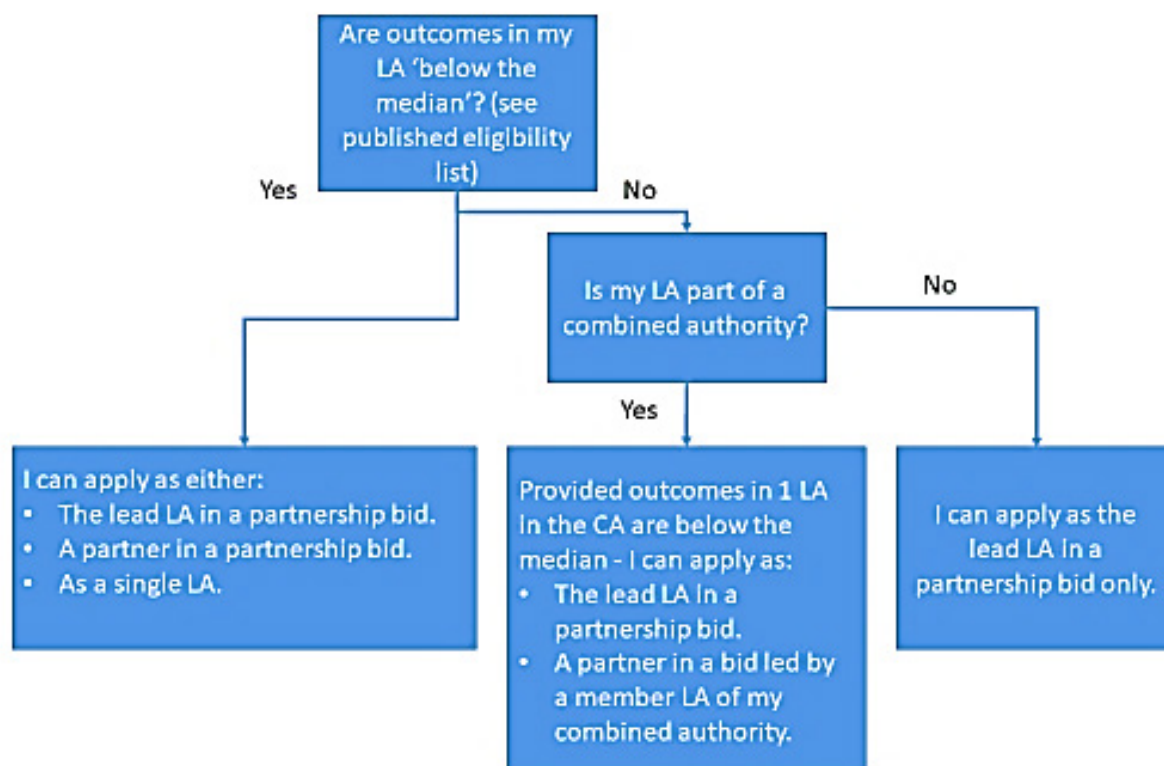 Are outcomes in my
LA ‘below the
median’? (see
published eligibility
list)
Yes
No
Is my LA part of a
combined authority?
No
Yes
I can apply as either:
• The lead LA in a partnership bid.
• A partner in a partnership bid.
• As a single LA.
Provided outcomes in 1 LA
in the CA are below the
median - I can apply as:
• The lead LA in a
partnership bid.
• A partner in a bid led by
a member LA of my
combined authority.
I can apply as the
lead LA in a
partnership bid only.